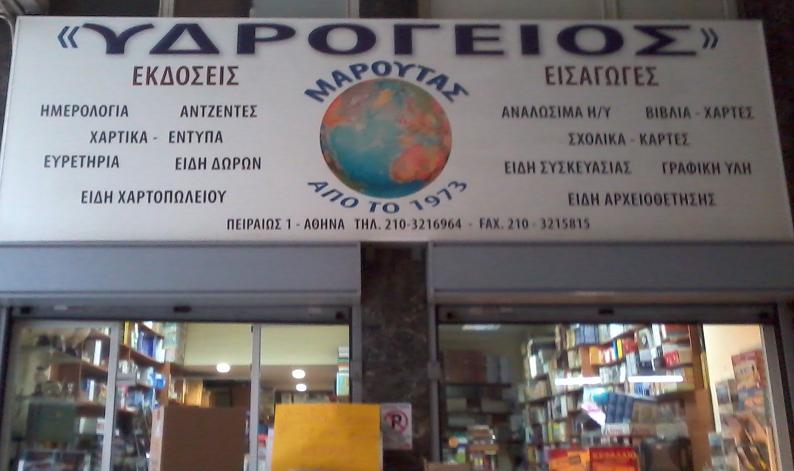 «ΥΔΡΟΓΕΙΟΣ»
ΕΚΔΟΣΕΙΣ
ΗΜΕΡΟΛΟΓΙΑ ΑΝΤΖΕΝΤΕΣ
ΧΑΡΤΙΚΑ - ΕΝΤΥΠΑ
ΕΥΡΕΤΗΡΙΑ ΕΙΔΗ ΔΩΡΩΝ
ΕΙΔΗ ΧΑΡΤΟΠΩΛΕΙΟΥ
ΜΑΡΟΥΤΑΣ
ΑΠΟ ΤΟ 1973
ΕΙΣΑΓΩΓΕΣ
ΑΝΑΛΩΣΙΜΑ Η/Υ ΒΙΒΛΙΑ - ΧΑΡΤΕΣ
ΣΧΟΛΙΚΑ - ΚΑΡΤΕΣ
ΕΙΔΗ ΣΥΣΚΕΥΑΣΙΑΣ ΓΡΑΦΙΚΗ ΥΛΗ
ΕΙΔΗ ΑΡΧΕΙΟΘΕΤΗΣΗΣ
ΠΕΙΡΑΙΩΣ 1 - ΑΘΗΝΑ ΤΗΛ. 210-3216964 - FAX. 210 - 3215815